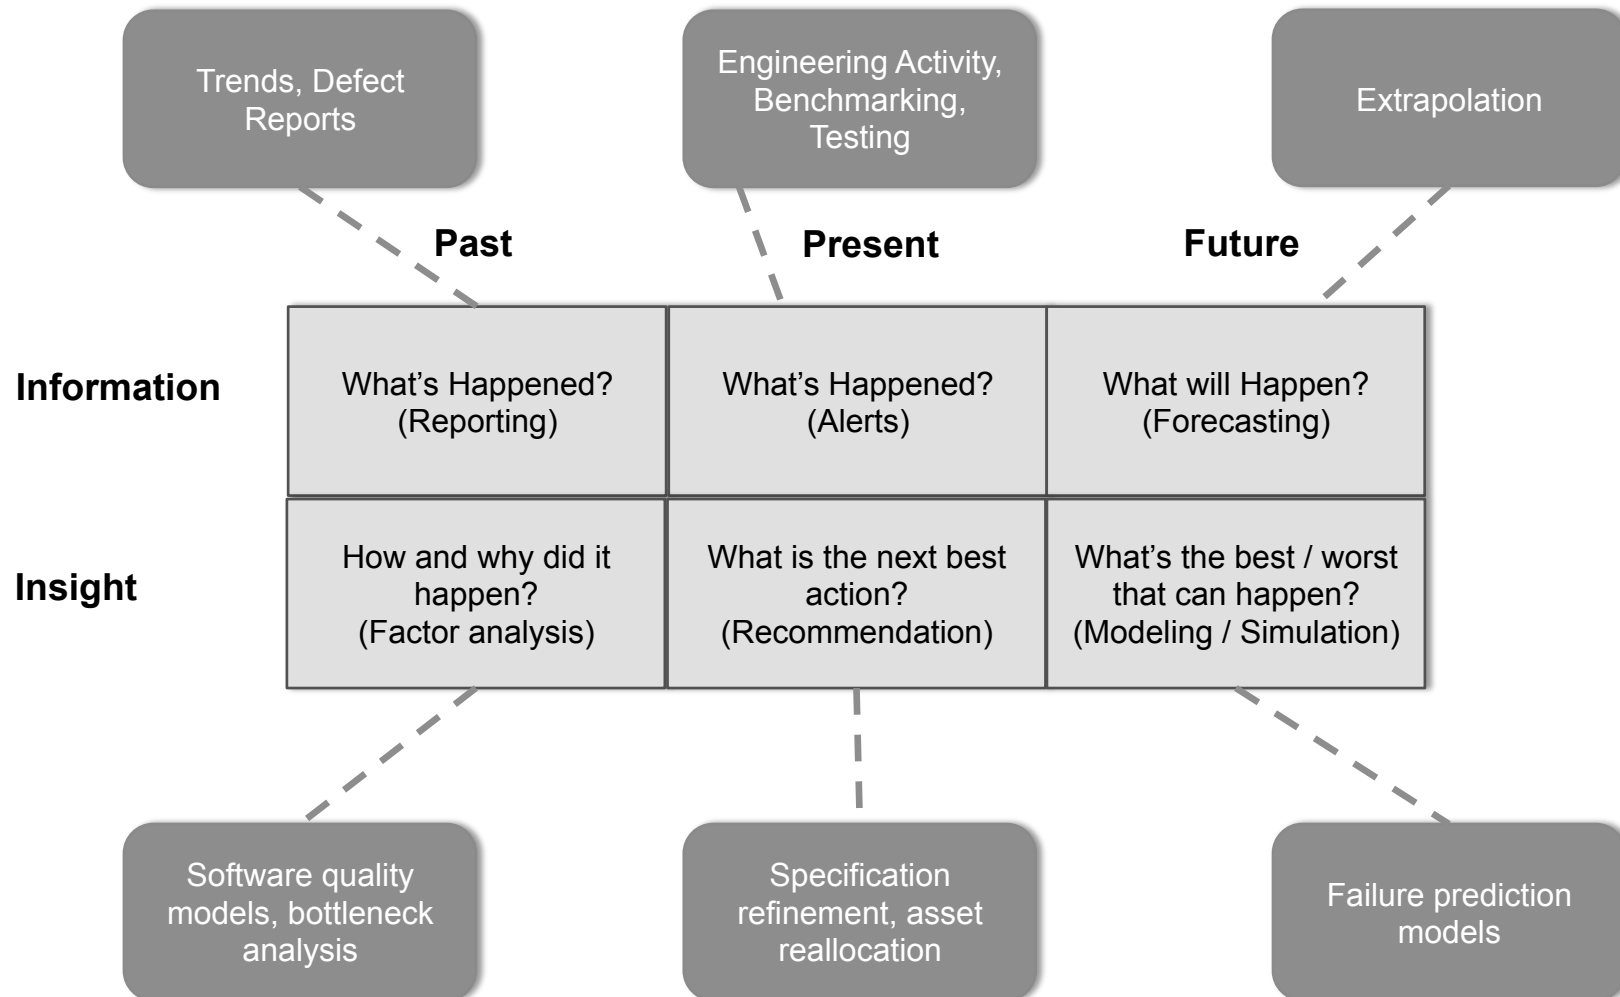 Trends, Defect
Reports
Engineering Activity,
Benchmarking,
Testing
Extrapolation
Past
Present
Future
Information
What’s Happened?
(Reporting)
What’s Happened?
(Alerts)
What will Happen?
(Forecasting)
Insight
How and why did it
happen?
(Factor analysis)
What is the next best
action?
(Recommendation)
What’s the best / worst
that can happen?
(Modeling / Simulation)
Software quality
models, bottleneck
analysis
Specification
refinement, asset
reallocation
Failure prediction
models